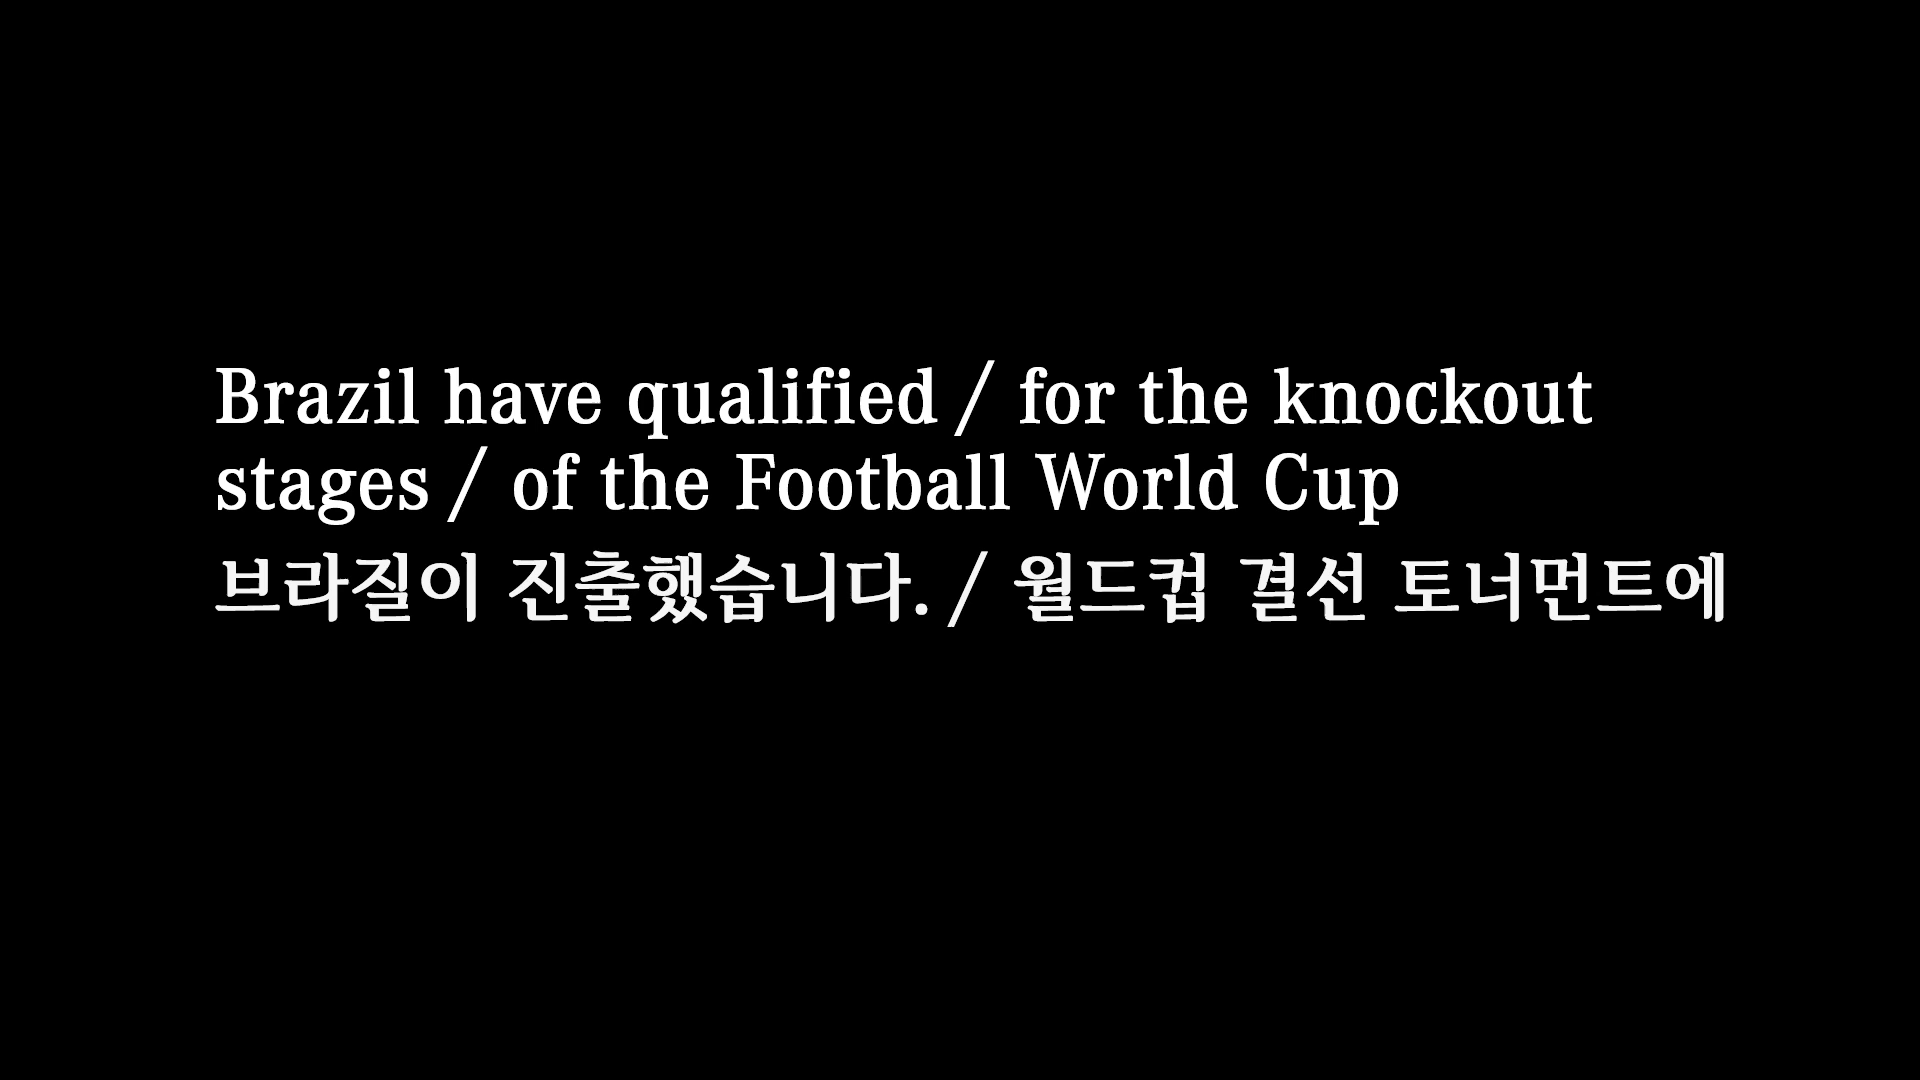 Brazil have qualified / for the knockout
stages / of the Football World Cup
브라질이 진출했습니다. / 월드컵 결선 토너먼트에